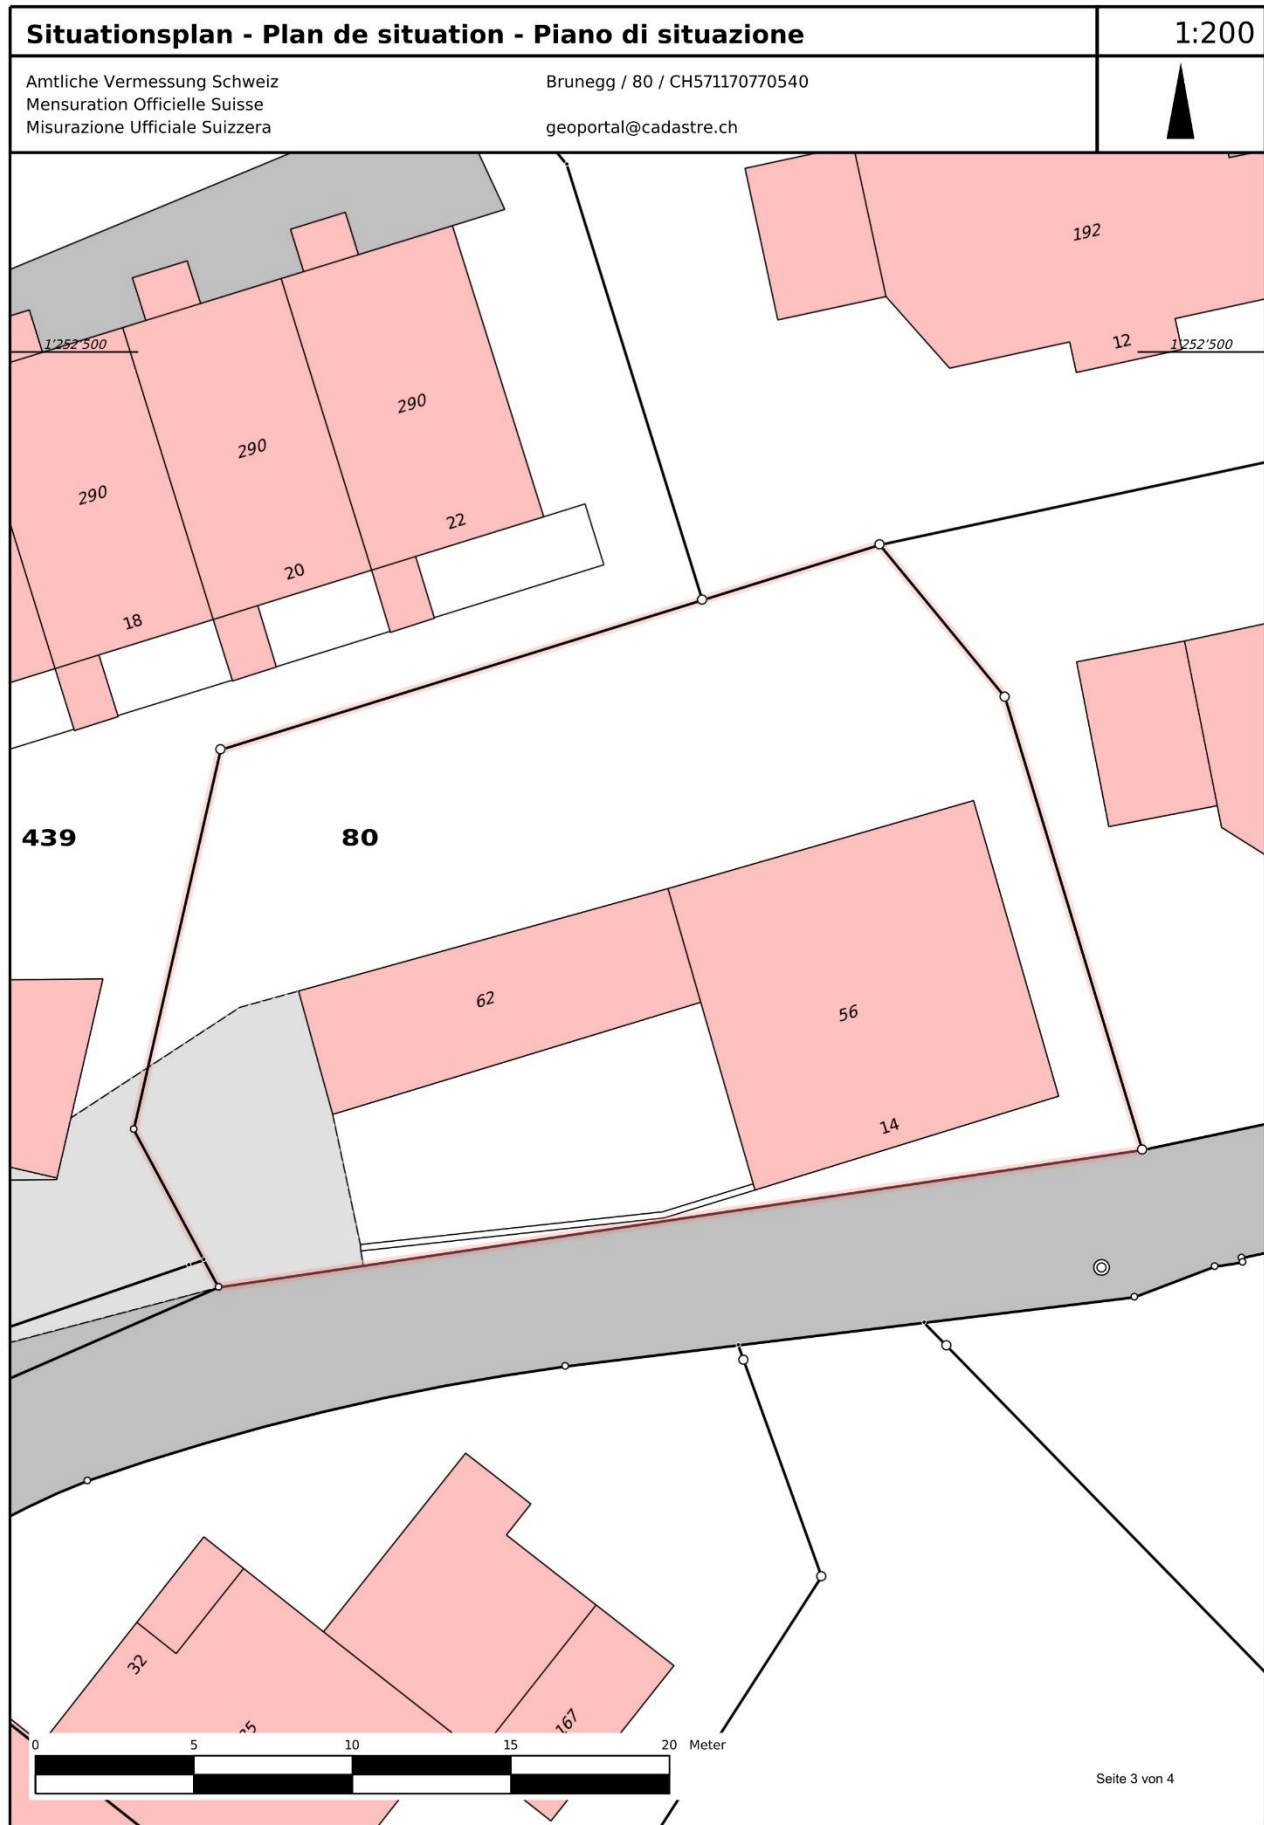 Situationsplan - Plan de situation - Piano di situazione
1:200
Amtliche Vermessung Schweiz
Mensuration Officielle Suisse
Misurazione Ufficiale Suizzera
Brunegg / 80 / CH571170770540
geoportal@cadastre.ch
192
12
1'252'500
1'252'500
290
290
290
22
20
18
439
80
62
56
14
32
167
0 5 10 15 20 Meter
Seite 3 von 4